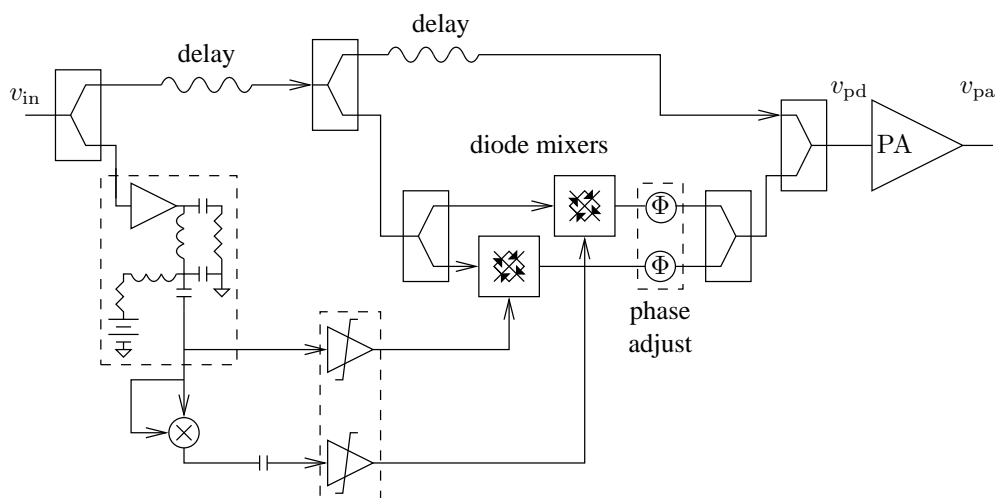 delay
delay
v_in
v_pd
v_pa
PA
diode mixers
Φ
Φ
phase
adjust